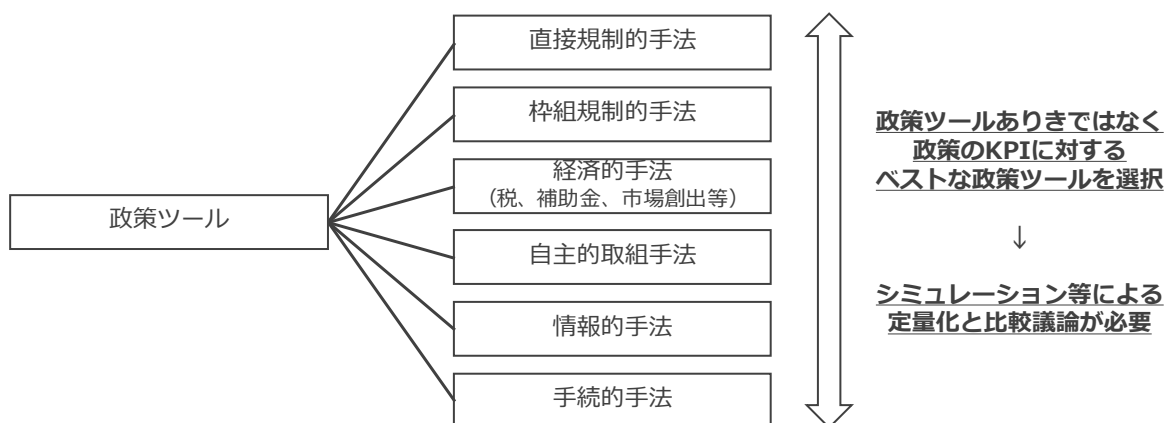 政策ツール
直接規制的手法
枠組規制的手法
経済的手法
（税、補助金、市場創出等）
自主的取組手法
情報的手法
手続的手法
政策ツールありきではなく
政策のKPIに対する
ベストな政策ツールを選択
↓
シミュレーション等による
定量化と比較議論が必要